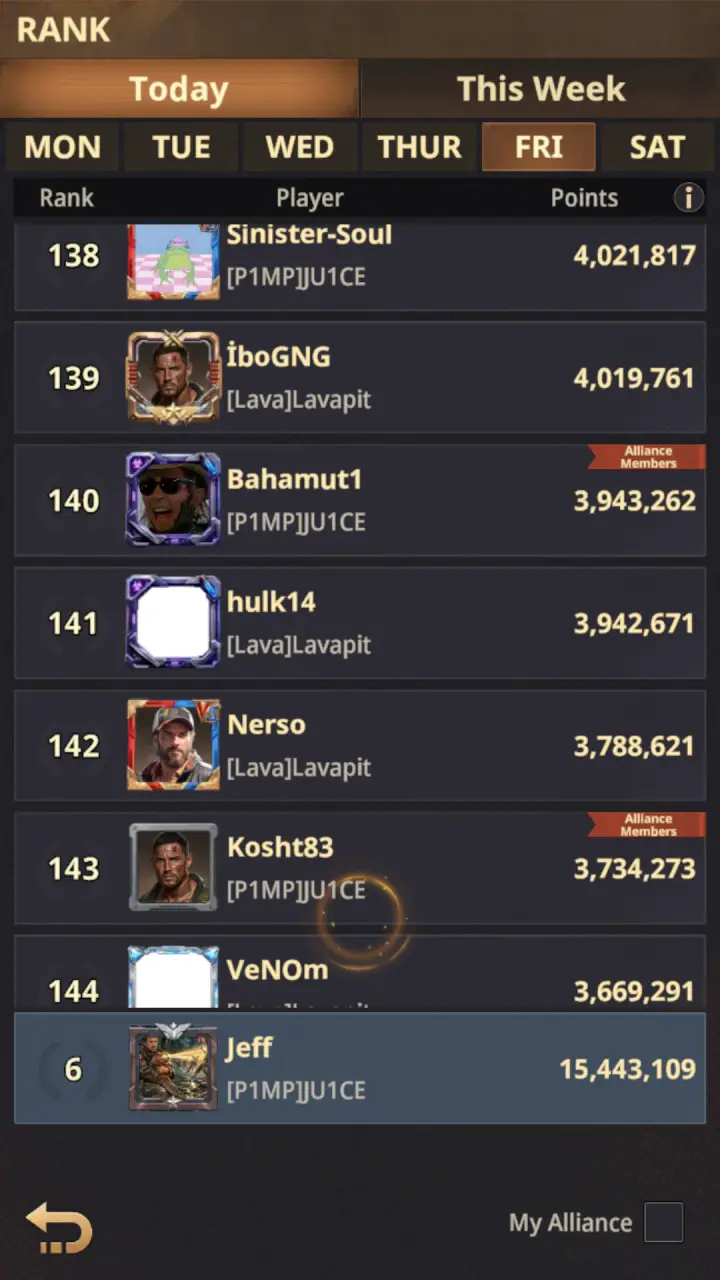 RANK
Today This Week
MON TUE WED THUR FRI SAT
Rank Player Points i
138 Sinister-Soul 4,021,817
[P1MP]JU1CE
139 İboGNG 4,019,761
[Lava]Lavapit
Alliance Members
140 Bahamut1 3,943,262
[P1MP]JU1CE
141 hulk14 3,942,671
[Lava]Lavapit
142 Nerso 3,788,621
[Lava]Lavapit
Alliance Members
143 Kosht83 3,734,273
[P1MP]JU1CE
144 VeNOm 3,669,291
6 Jeff 15,443,109
[P1MP]JU1CE
My Alliance